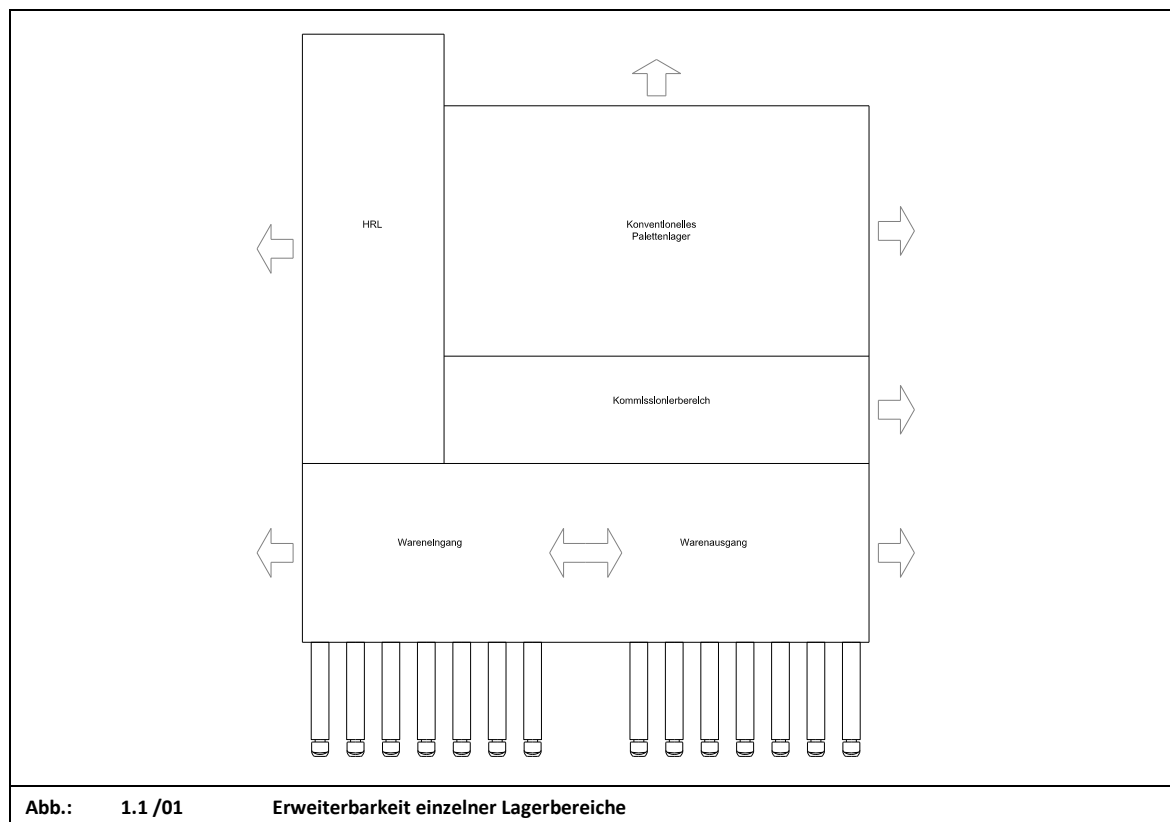 HRL
Konventionelles
Palettenlager
Kommissionierbereich
Wareneingang
Warenausgang
Abb.: 1.1 /01 Erweiterbarkeit einzelner Lagerbereiche